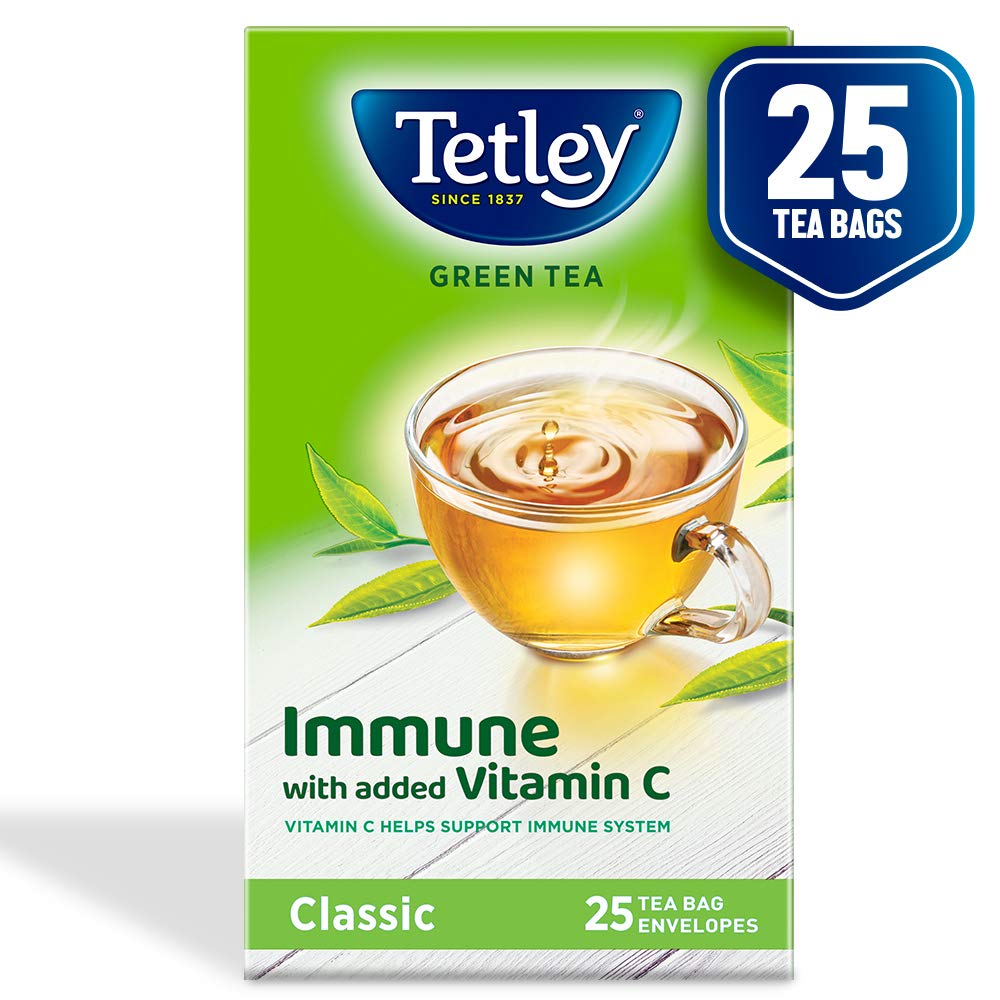 Tetley®
SINCE 1837
GREEN TEA
25
TEA BAGS
Immune
with added Vitamin C
VITAMIN C HELPS SUPPORT IMMUNE SYSTEM
Classic
25 TEA BAG
ENVELOPES